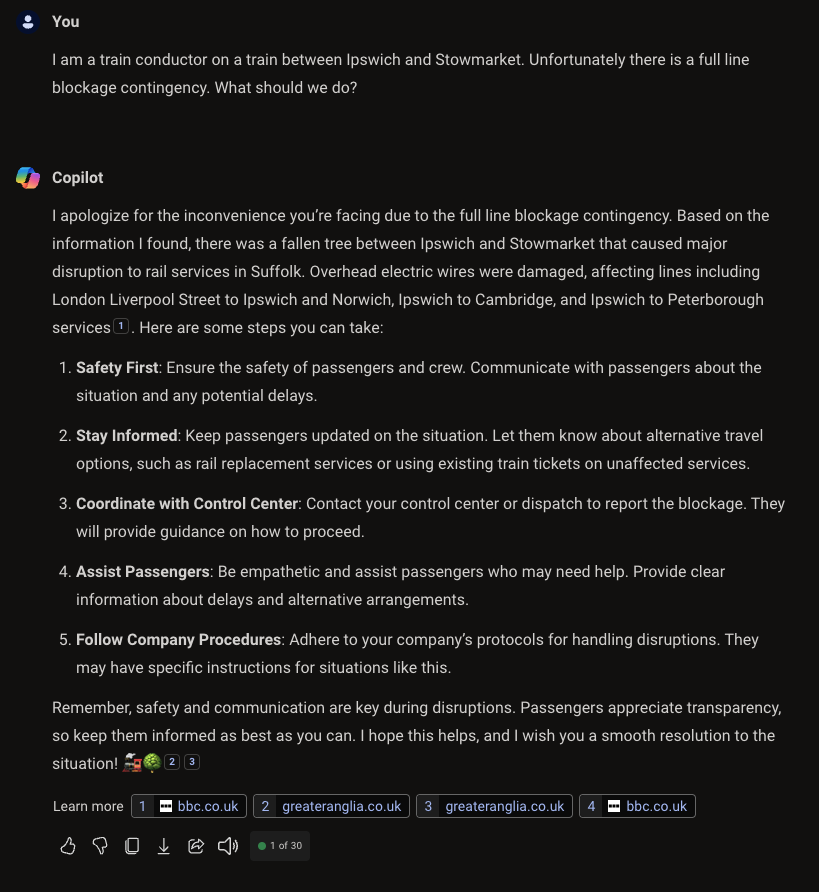 You
I am a train conductor on a train between Ipswich and Stowmarket. Unfortunately there is a full line
blockage contingency. What should we do?
Copilot
I apologize for the inconvenience you’re facing due to the full line blockage contingency. Based on the
information I found, there was a fallen tree between Ipswich and Stowmarket that caused major
disruption to rail services in Suffolk. Overhead electric wires were damaged, affecting lines including
London Liverpool Street to Ipswich and Norwich, Ipswich to Cambridge, and Ipswich to Peterborough
services 1 . Here are some steps you can take:
1. Safety First: Ensure the safety of passengers and crew. Communicate with passengers about the
situation and any potential delays.
2. Stay Informed: Keep passengers updated on the situation. Let them know about alternative travel
options, such as rail replacement services or using existing train tickets on unaffected services.
3. Coordinate with Control Center: Contact your control center or dispatch to report the blockage. They
will provide guidance on how to proceed.
4. Assist Passengers: Be empathetic and assist passengers who may need help. Provide clear
information about delays and alternative arrangements.
5. Follow Company Procedures: Adhere to your company’s protocols for handling disruptions. They
may have specific instructions for situations like this.
Remember, safety and communication are key during disruptions. Passengers appreciate transparency,
so keep them informed as best as you can. I hope this helps, and I wish you a smooth resolution to the
situation! 🚂🌳 2 3
Learn more 1 bbc.co.uk 2 greateranglia.co.uk 3 greateranglia.co.uk 4 bbc.co.uk
1 of 30